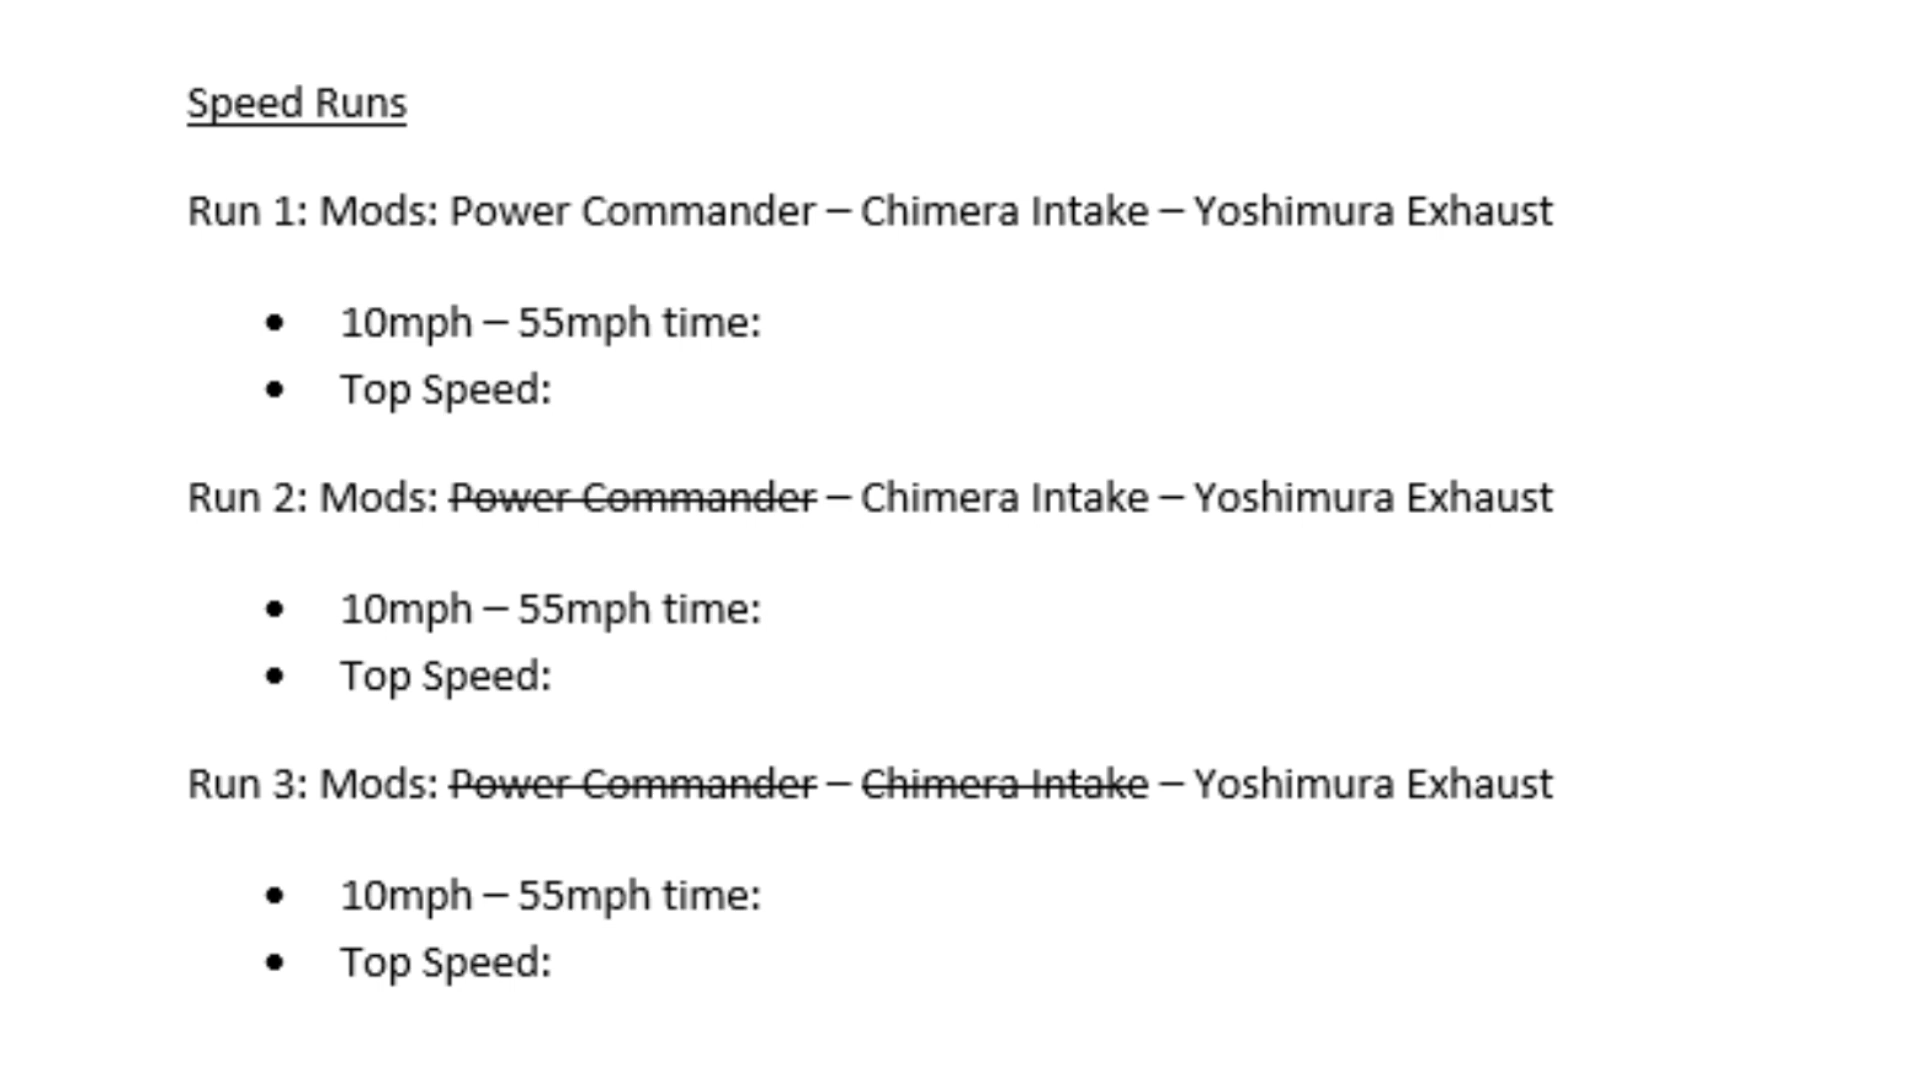 Speed Runs
Run 1: Mods: Power Commander – Chimera Intake – Yoshimura Exhaust
• 10mph – 55mph time:
• Top Speed:
Run 2: Mods: Power Commander – Chimera Intake – Yoshimura Exhaust
• 10mph – 55mph time:
• Top Speed:
Run 3: Mods: Power Commander – Chimera Intake – Yoshimura Exhaust
• 10mph – 55mph time:
• Top Speed: